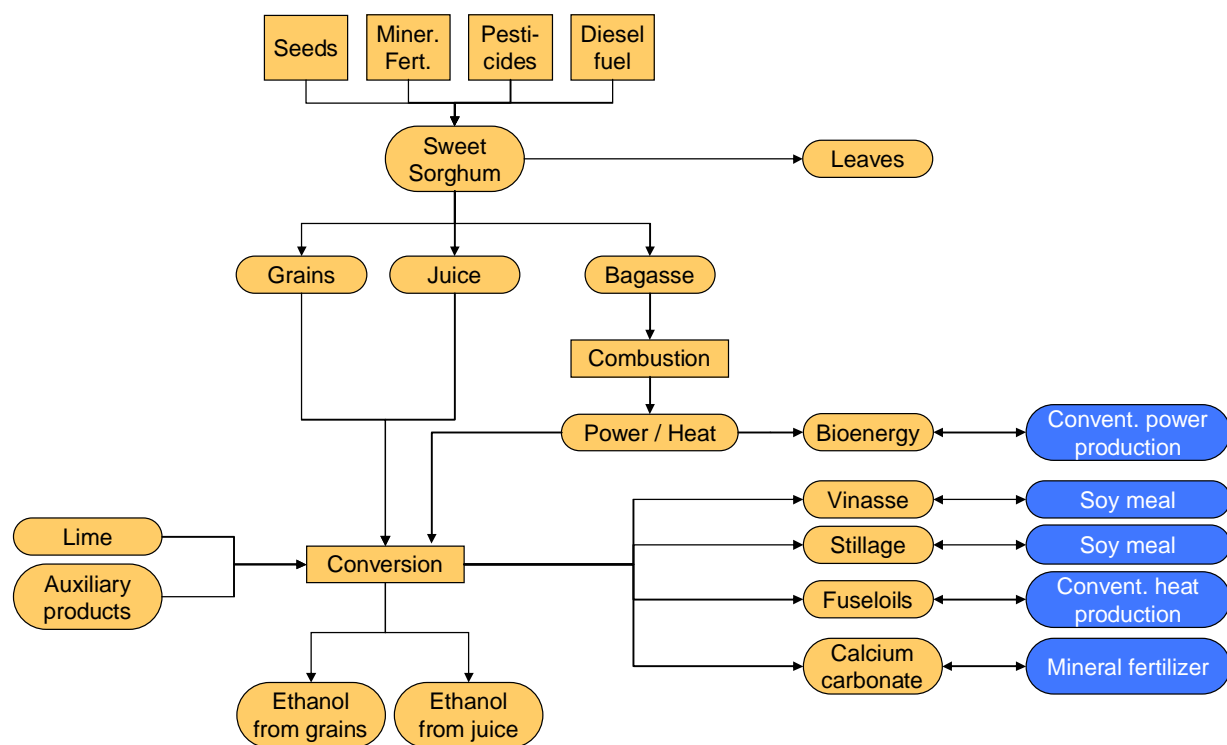 Seeds
Miner.
Fert.
Pesti-
cides
Diesel
fuel
Sweet
Sorghum
Leaves
Grains
Juice
Bagasse
Combustion
Power / Heat
Bioenergy
Convent. power
production
Vinasse
Soy meal
Lime
Stillage
Soy meal
Conversion
Auxiliary
products
Fuseloils
Convent. heat
production
Calcium
carbonate
Mineral fertilizer
Ethanol
from grains
Ethanol
from juice